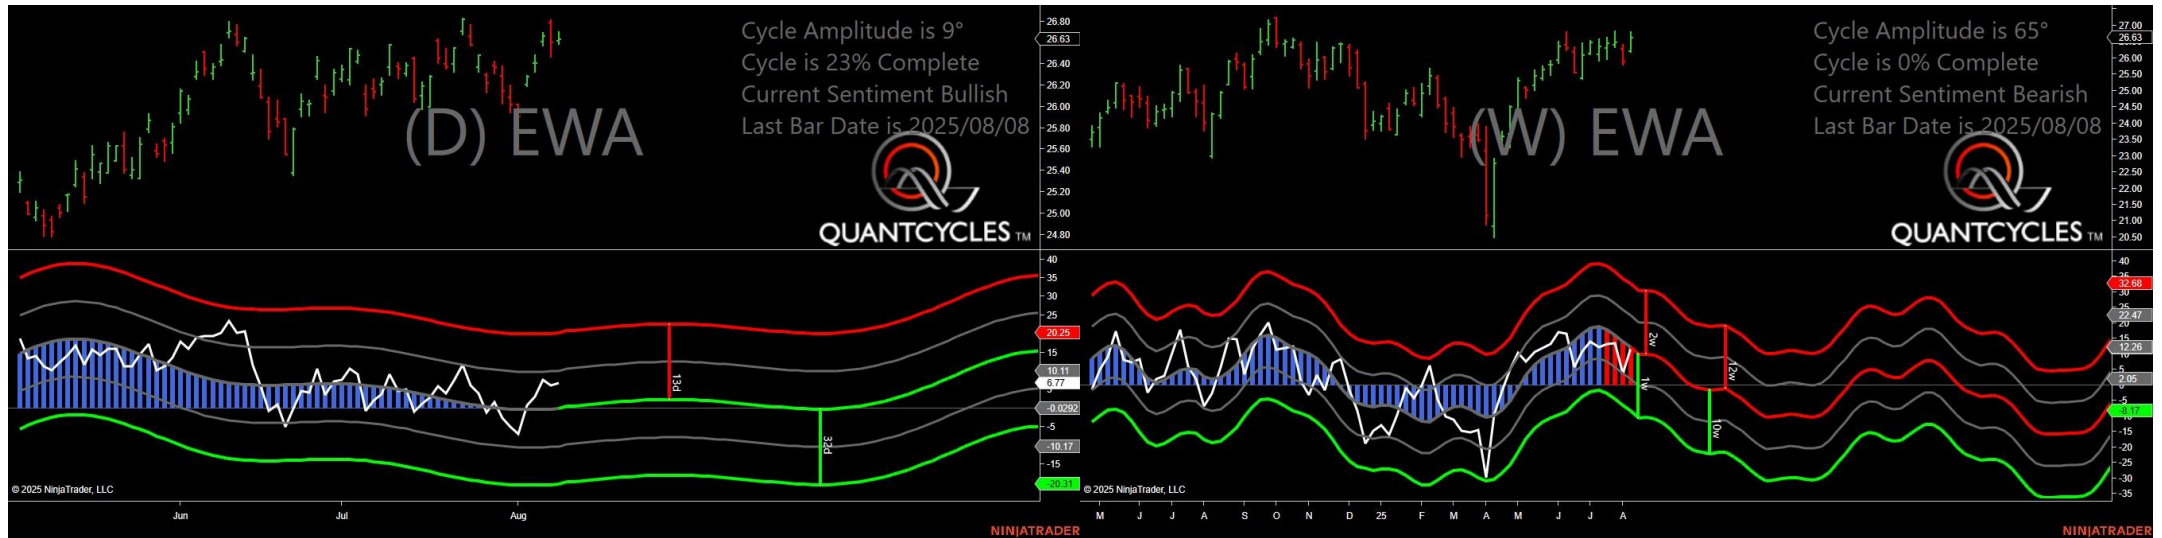 Cycle Amplitude is 9°
Cycle is 23% Complete
Current Sentiment Bullish
Last Bar Date is 2025/08/08
(D) EWA
QUANTCYCLES TM
26.80
26.63
26.40
26.20
26.00
25.80
25.60
25.40
25.20
25.00
24.80
40
35
30
25
20.25
15
10.11
6.77
-0.0292
-5
-10.17
-15
-20.31
13d
32d
© 2025 NinjaTrader, LLC
Jun
Jul
Aug
NINJATRADER
Cycle Amplitude is 65°
Cycle is 0% Complete
Current Sentiment Bearish
Last Bar Date is 2025/08/08
(W) EWA
QUANTCYCLES TM
27.00
26.63
26.00
25.50
25.00
24.50
24.00
23.50
23.00
22.50
22.00
21.50
21.00
20.50
40
35
32.68
30
25
22.47
20
15
12.26
5
2.05
-5
-8.17
-15
-20
-25
-30
-35
2w
1w
12w
10w
© 2025 NinjaTrader, LLC
M
J
J
A
S
O
N
D
25
F
M
A
M
J
J
A
NINJATRADER